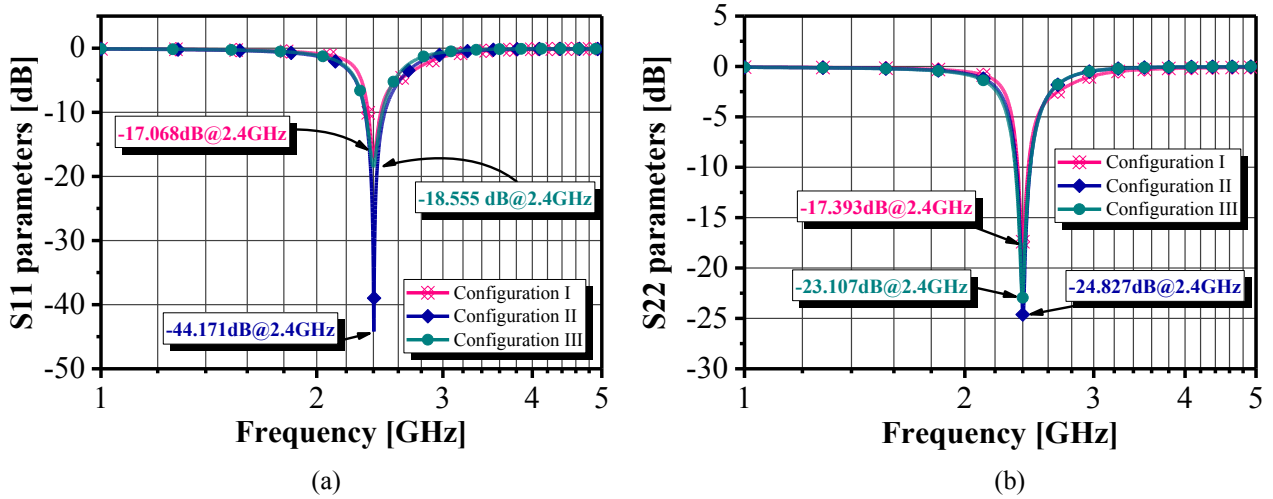 S11 parameters [dB]
0
-10
-20
-30
-40
-50
-17.068dB@2.4GHz
-18.555 dB@2.4GHz
-44.171dB@2.4GHz
Configuration I
Configuration II
Configuration III
1
2
3
4
5
Frequency [GHz]
(a)
S22 parameters [dB]
5
0
-5
-10
-15
-20
-25
-30
Configuration I
Configuration II
Configuration III
-17.393dB@2.4GHz
-23.107dB@2.4GHz
-24.827dB@2.4GHz
1
2
3
4
5
Frequency [GHz]
(b)